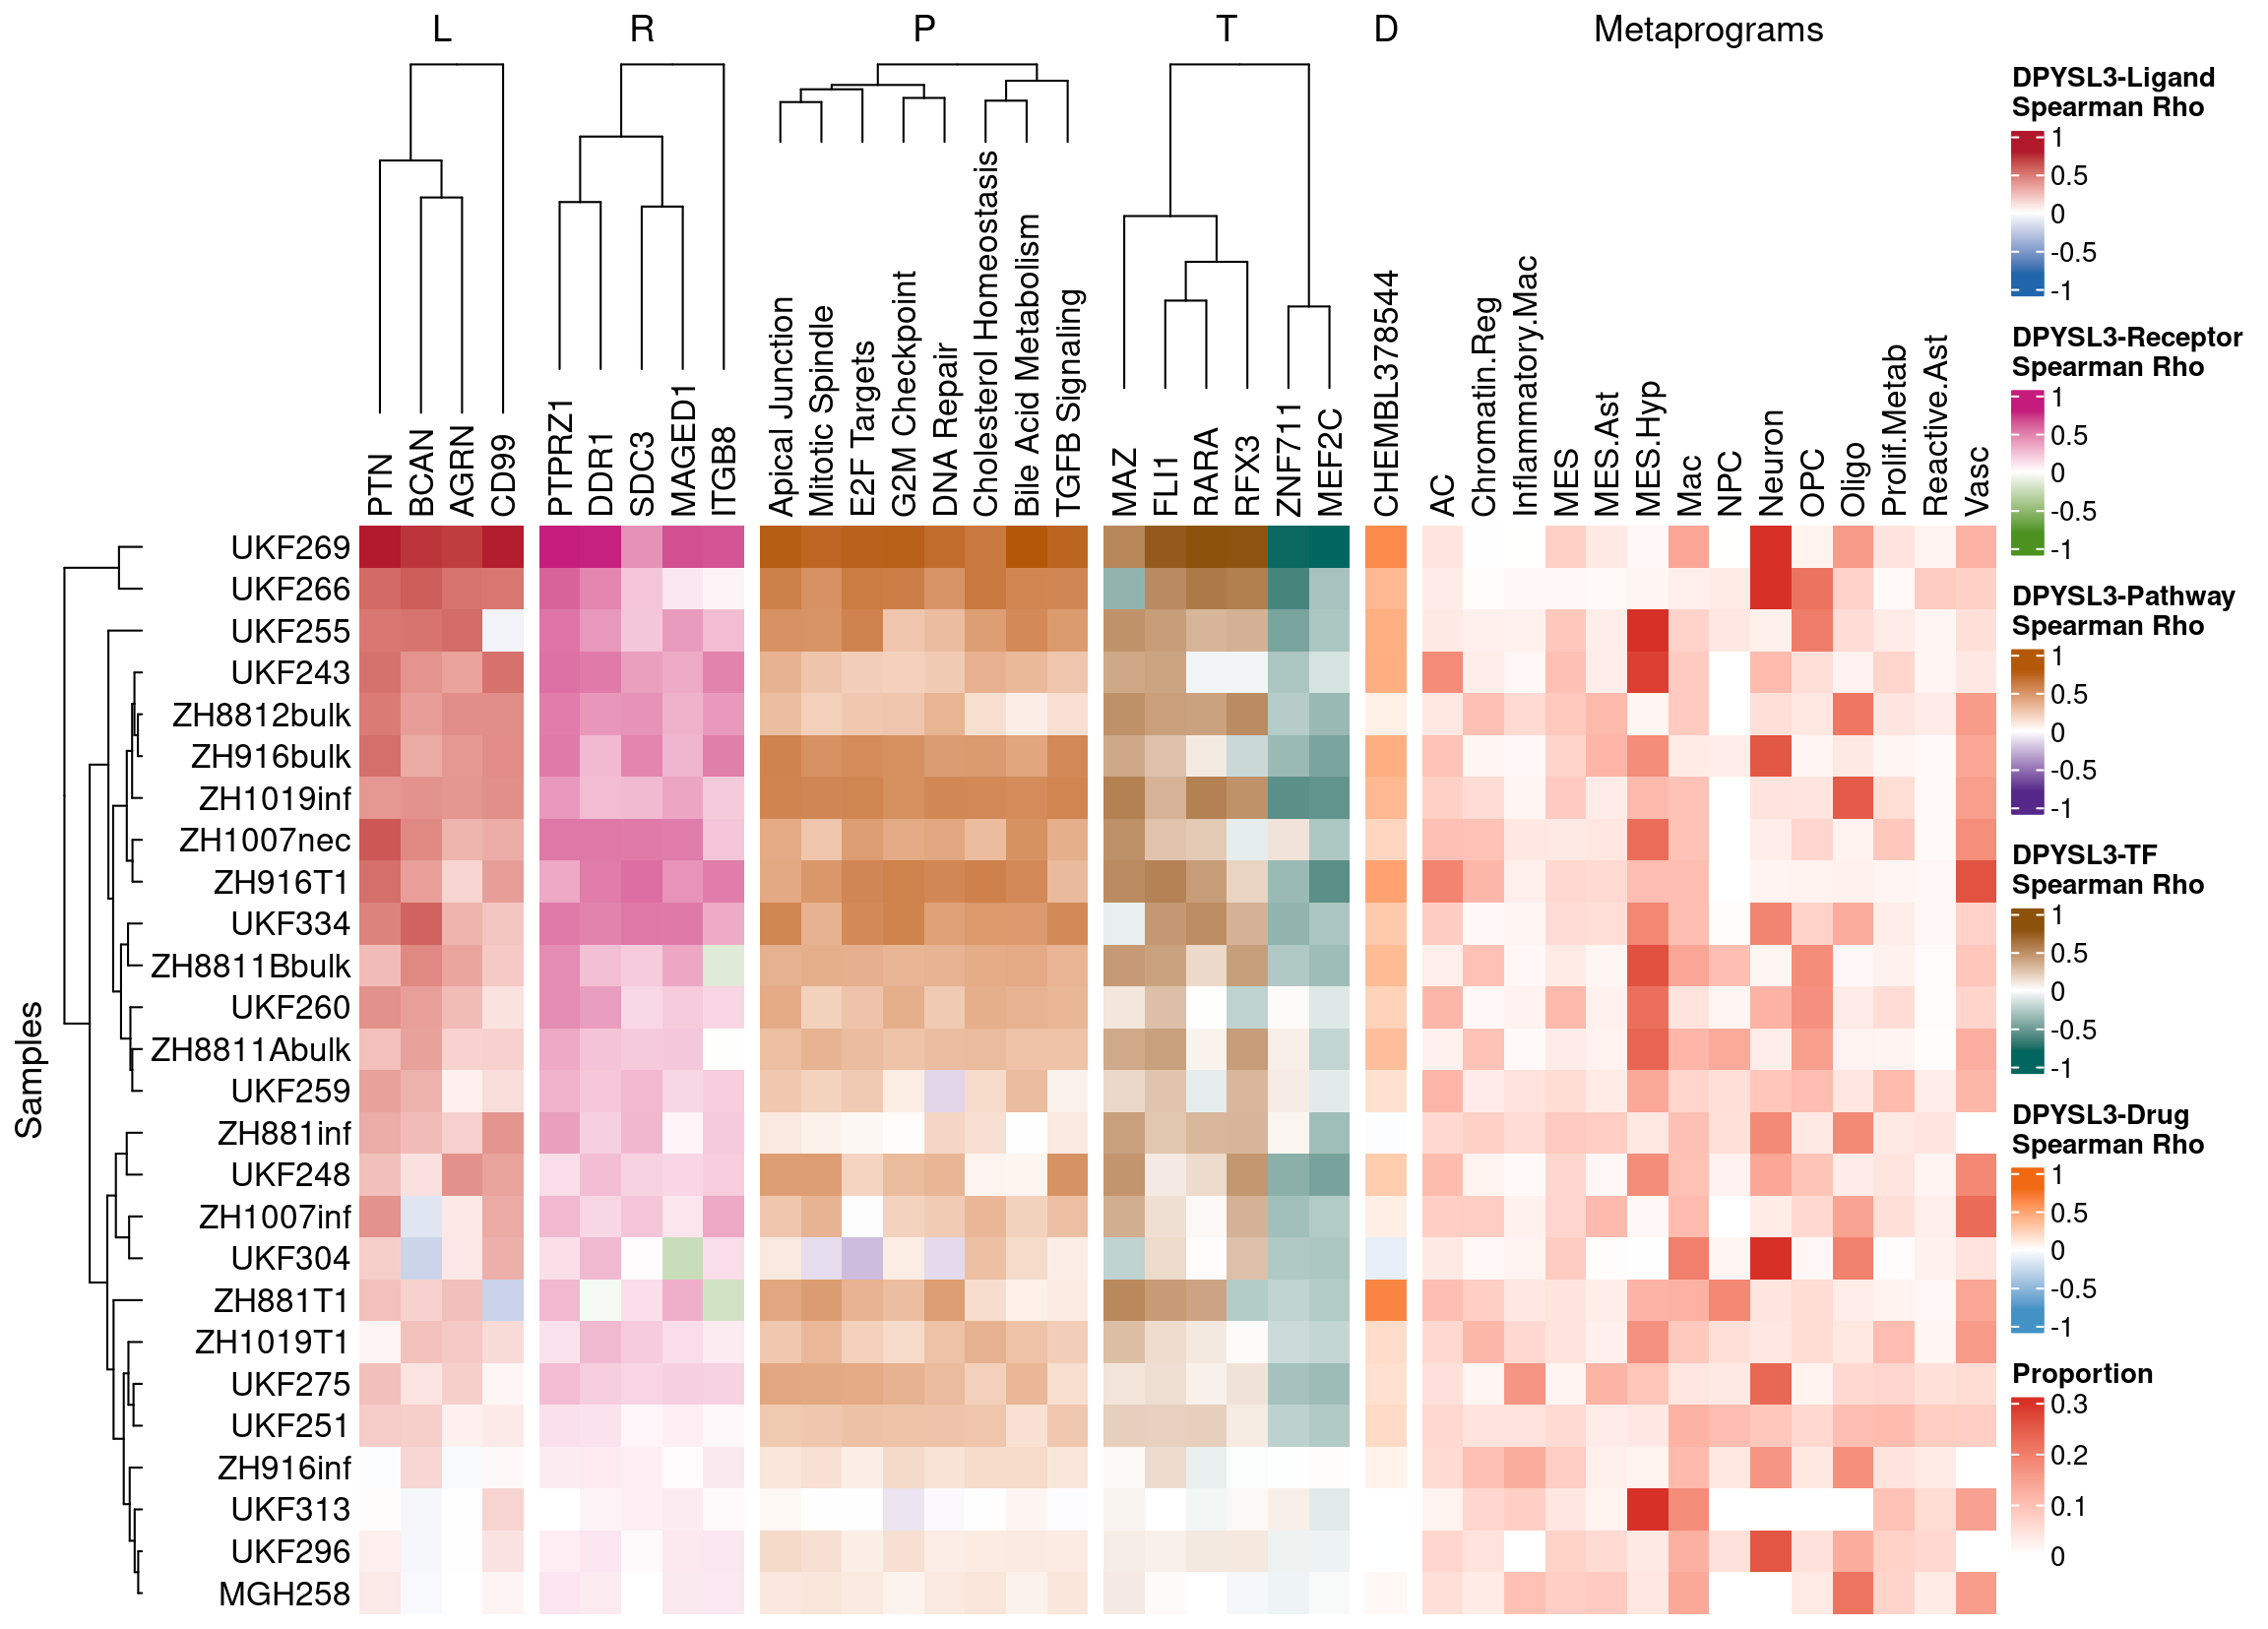 L
R
P
T
D
Metaprograms
PTN
BCAN
AGRN
CD99
PTPRZ1
DDR1
SDC3
MAGED1
ITGB8
Apical Junction
Mitotic Spindle
E2F Targets
G2M Checkpoint
DNA Repair
Cholesterol Homeostasis
Bile Acid Metabolism
TGFB Signaling
MAZ
FLI1
RARA
RFX3
ZNF711
MEF2C
CHEMBL378544
AC
Chromatin.Reg
Inflammatory.Mac
MES
MES.Ast
MES.Hyp
Mac
NPC
Neuron
OPC
Oligo
Prolif.Metab
Reactive.Ast
Vasc
Samples
UKF269
UKF266
UKF255
UKF243
ZH8812bulk
ZH916bulk
ZH1019inf
ZH1007nec
ZH916T1
UKF334
ZH8811Bbulk
UKF260
ZH8811Abulk
UKF259
ZH881inf
UKF248
ZH1007inf
UKF304
ZH881T1
ZH1019T1
UKF275
UKF251
ZH916inf
UKF313
UKF296
MGH258
DPYSL3-Ligand
Spearman Rho
1
0.5
0
-0.5
-1
DPYSL3-Receptor
Spearman Rho
1
0.5
0
-0.5
-1
DPYSL3-Pathway
Spearman Rho
1
0.5
0
-0.5
-1
DPYSL3-TF
Spearman Rho
1
0.5
0
-0.5
-1
DPYSL3-Drug
Spearman Rho
1
0.5
0
-0.5
-1
Proportion
0.3
0.2
0.1
0